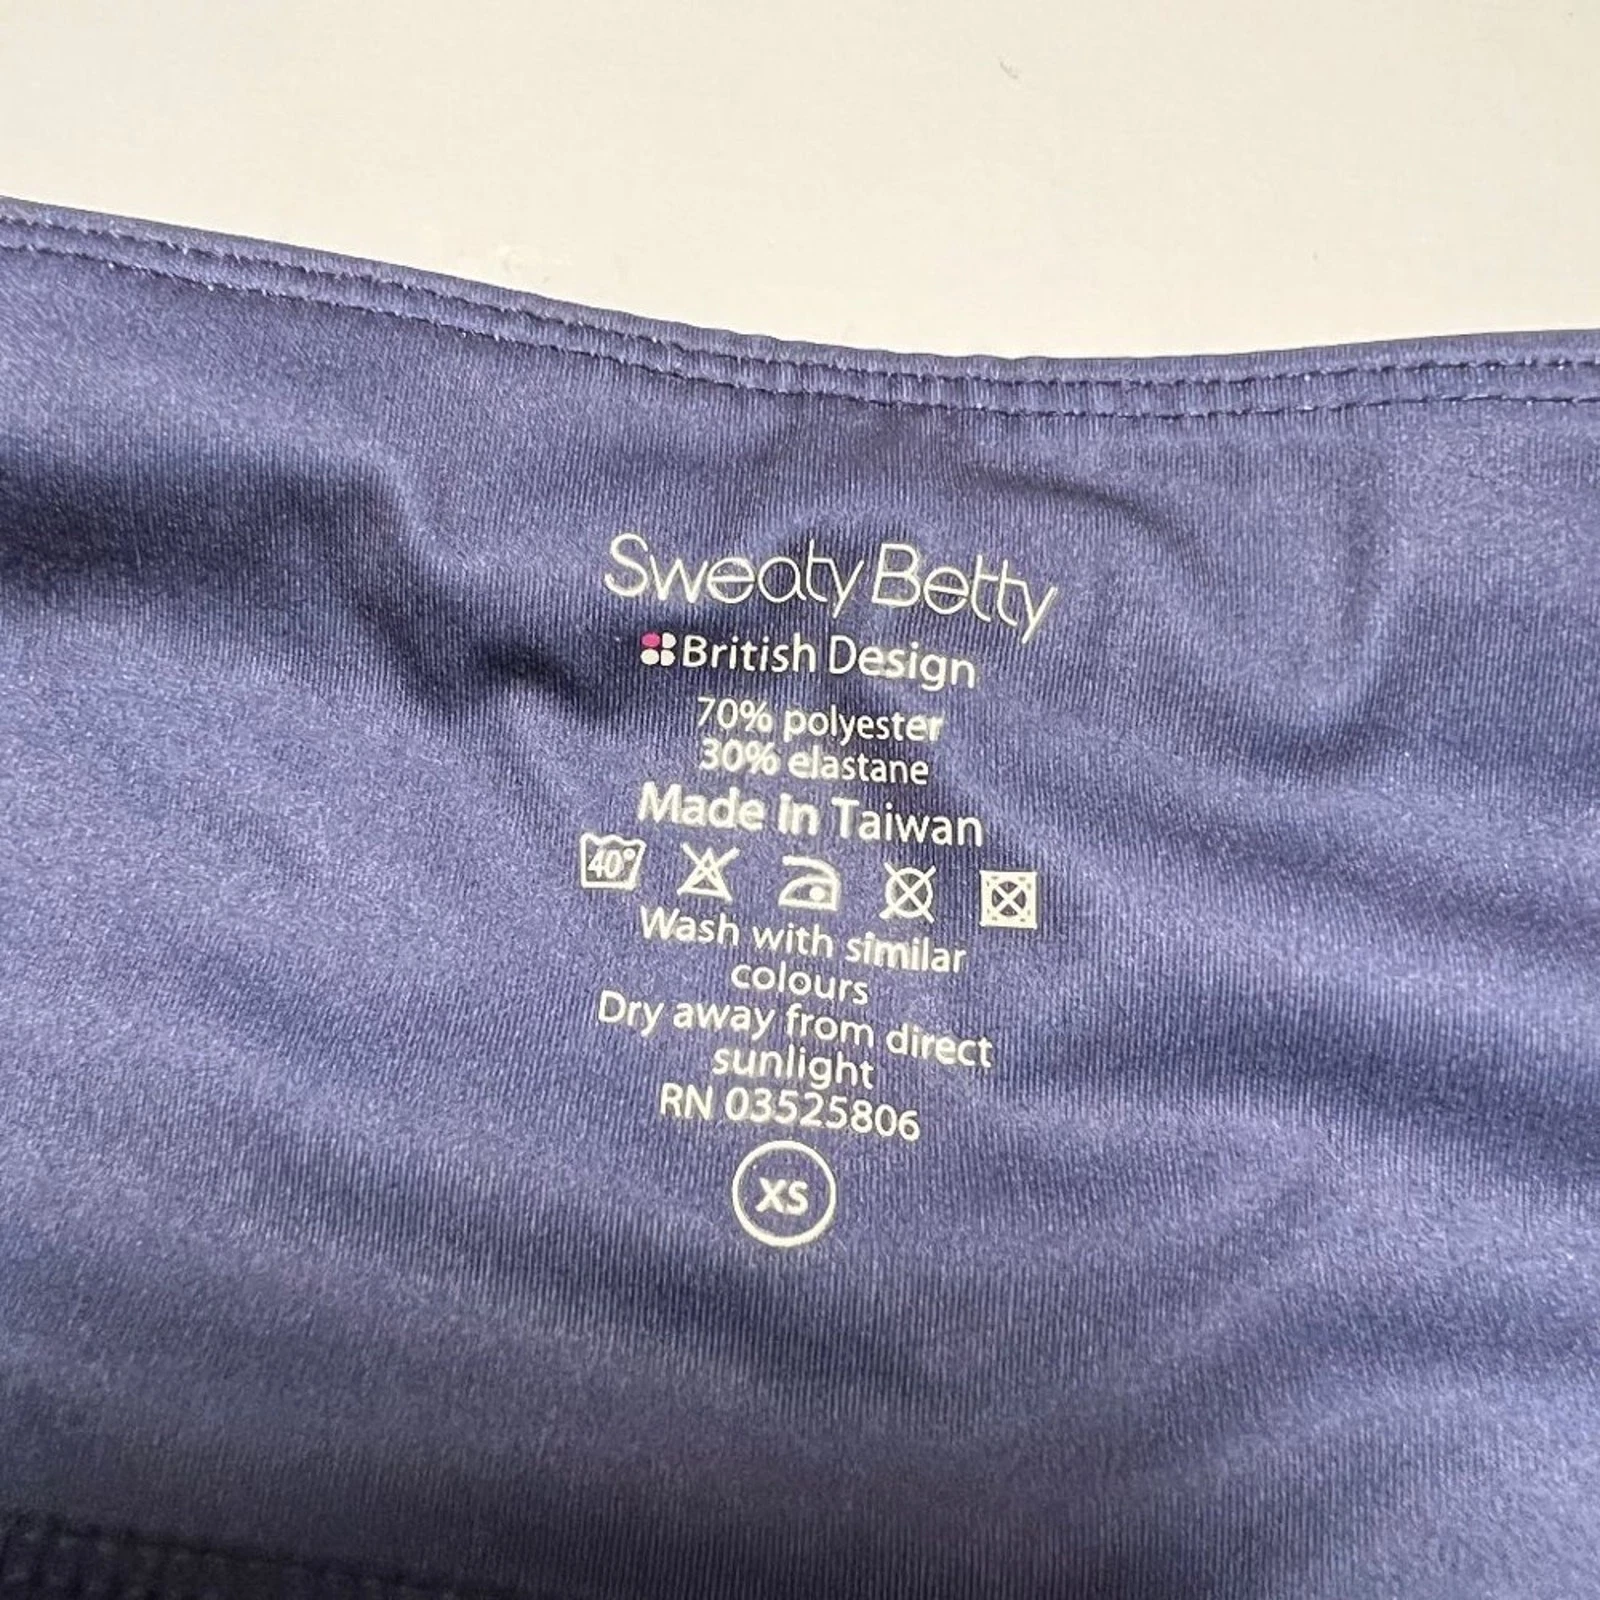 Sweaty Betty
British Design
70% polyester
30% elastane
Made in Taiwan
40°
Wash with similar
colours
Dry away from direct
sunlight
RN 03525806
XS